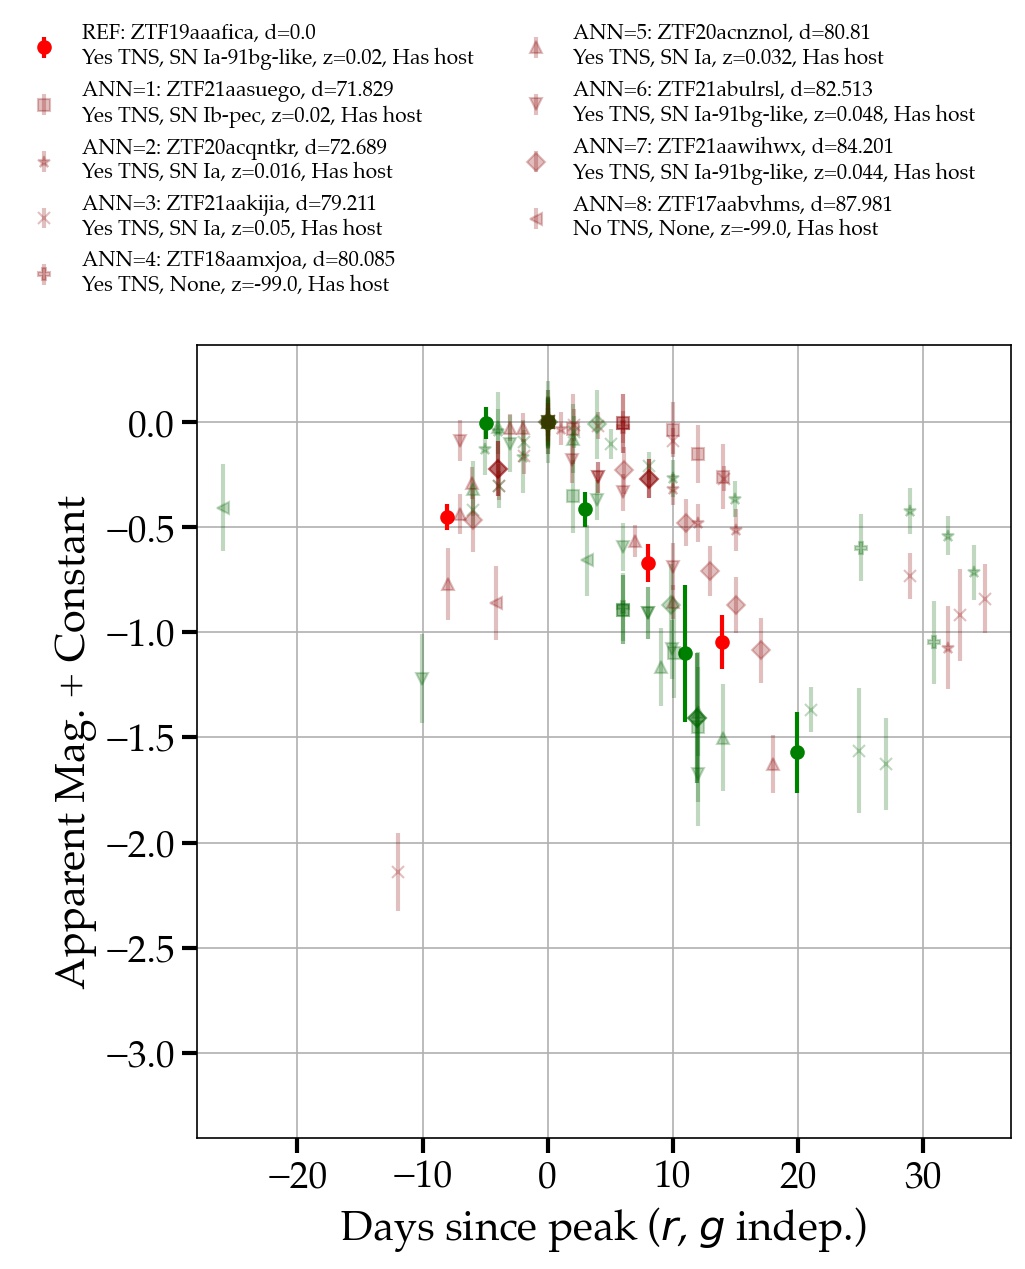 REF: ZTF19aaafica, d=0.0
Yes TNS, SN Ia-91bg-like, z=0.02, Has host
ANN=1: ZTF21aasuego, d=71.829
Yes TNS, SN Ib-pec, z=0.02, Has host
ANN=2: ZTF20acqntkr, d=72.689
Yes TNS, SN Ia, z=0.016, Has host
ANN=3: ZTF21aakijia, d=79.211
Yes TNS, SN Ia, z=0.05, Has host
ANN=4: ZTF18aamxjoa, d=80.085
Yes TNS, None, z=-99.0, Has host
ANN=5: ZTF20acnznol, d=80.81
Yes TNS, SN Ia, z=0.032, Has host
ANN=6: ZTF21abulrsl, d=82.513
Yes TNS, SN Ia-91bg-like, z=0.048, Has host
ANN=7: ZTF21aawihwx, d=84.201
Yes TNS, SN Ia-91bg-like, z=0.044, Has host
ANN=8: ZTF17aabvhms, d=87.981
No TNS, None, z=-99.0, Has host
Apparent Mag. + Constant
0.0
−0.5
−1.0
−1.5
−2.0
−2.5
−3.0
−20 −10 0 10 20 30
Days since peak (r, g indep.)